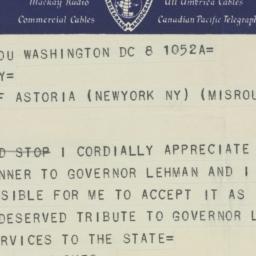 Mackay Radio All America Cables
Commercial Cables Canadian Pacific Telegraph
OU WASHINGTON DC 8 1052A=
Y=
F ASTORIA (NEWYORK NY) (MISROU
D STOP I CORDIALLY APPRECIATE
NNER TO GOVERNOR LEHMAN AND I
SIBLE FOR ME TO ACCEPT IT AS
DESERVED TRIBUTE TO GOVERNOR L
RVICES TO THE STATE=